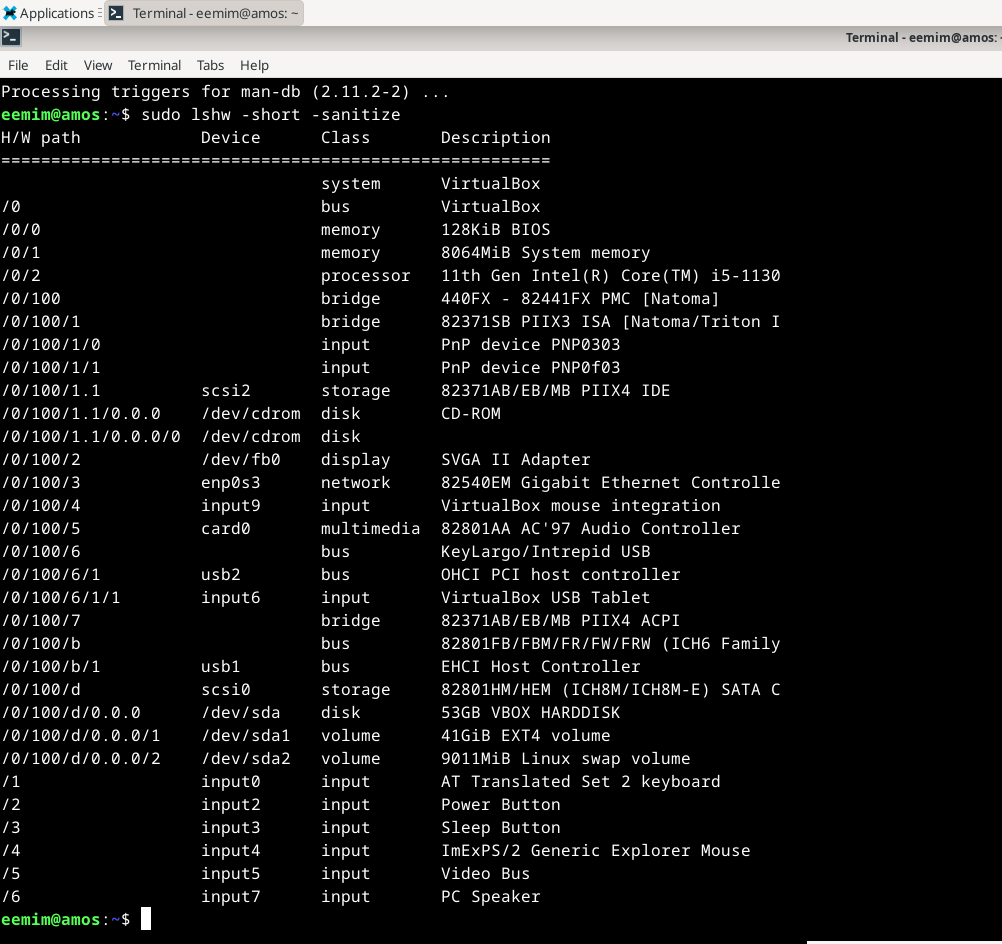 Applications Terminal - eemim@amos: ~
Terminal - eemim@amos: 
File Edit View Terminal Tabs Help
Processing triggers for man-db (2.11.2-2) ...
eemim@amos:~$ sudo lshw -short -sanitize
H/W path            Device      Class       Description
=======================================================
                                system      VirtualBox
/0                              bus         VirtualBox
/0/0                            memory      128KiB BIOS
/0/1                            memory      8064MiB System memory
/0/2                            processor   11th Gen Intel(R) Core(TM) i5-1130
/0/100                          bridge      440FX - 82441FX PMC [Natoma]
/0/100/1                        bridge      82371SB PIIX3 ISA [Natoma/Triton I
/0/100/1/0                      input       PnP device PNP0303
/0/100/1/1                      input       PnP device PNP0f03
/0/100/1.1          scsi2       storage     82371AB/EB/MB PIIX4 IDE
/0/100/1.1/0.0.0    /dev/cdrom  disk        CD-ROM
/0/100/1.1/0.0.0/0  /dev/cdrom  disk
/0/100/2            /dev/fb0    display     SVGA II Adapter
/0/100/3            enp0s3      network     82540EM Gigabit Ethernet Controlle
/0/100/4            input9      input       VirtualBox mouse integration
/0/100/5            card0       multimedia  82801AA AC'97 Audio Controller
/0/100/6                        bus         KeyLargo/Intrepid USB
/0/100/6/1          usb2        bus         OHCI PCI host controller
/0/100/6/1/1        input6      input       VirtualBox USB Tablet
/0/100/7                        bridge      82371AB/EB/MB PIIX4 ACPI
/0/100/b                        bus         82801FB/FBM/FR/FW/FRW (ICH6 Family
/0/100/b/1          usb1        bus         EHCI Host Controller
/0/100/d            scsi0       storage     82801HM/HEM (ICH8M/ICH8M-E) SATA C
/0/100/d/0.0.0      /dev/sda    disk        53GB VBOX HARDDISK
/0/100/d/0.0.0/1    /dev/sda1   volume      41GiB EXT4 volume
/0/100/d/0.0.0/2    /dev/sda2   volume      9011MiB Linux swap volume
/1                  input0      input       AT Translated Set 2 keyboard
/2                  input2      input       Power Button
/3                  input3      input       Sleep Button
/4                  input4      input       ImExPS/2 Generic Explorer Mouse
/5                  input5      input       Video Bus
/6                  input7      input       PC Speaker
eemim@amos:~$